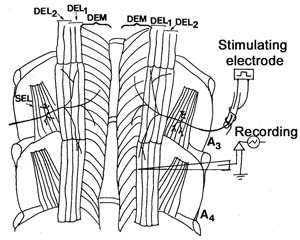 DEL2 DEL1 DEM DEM DEL1 DEL2
Stimulating
electrode
SEL
A3
Recording
A4